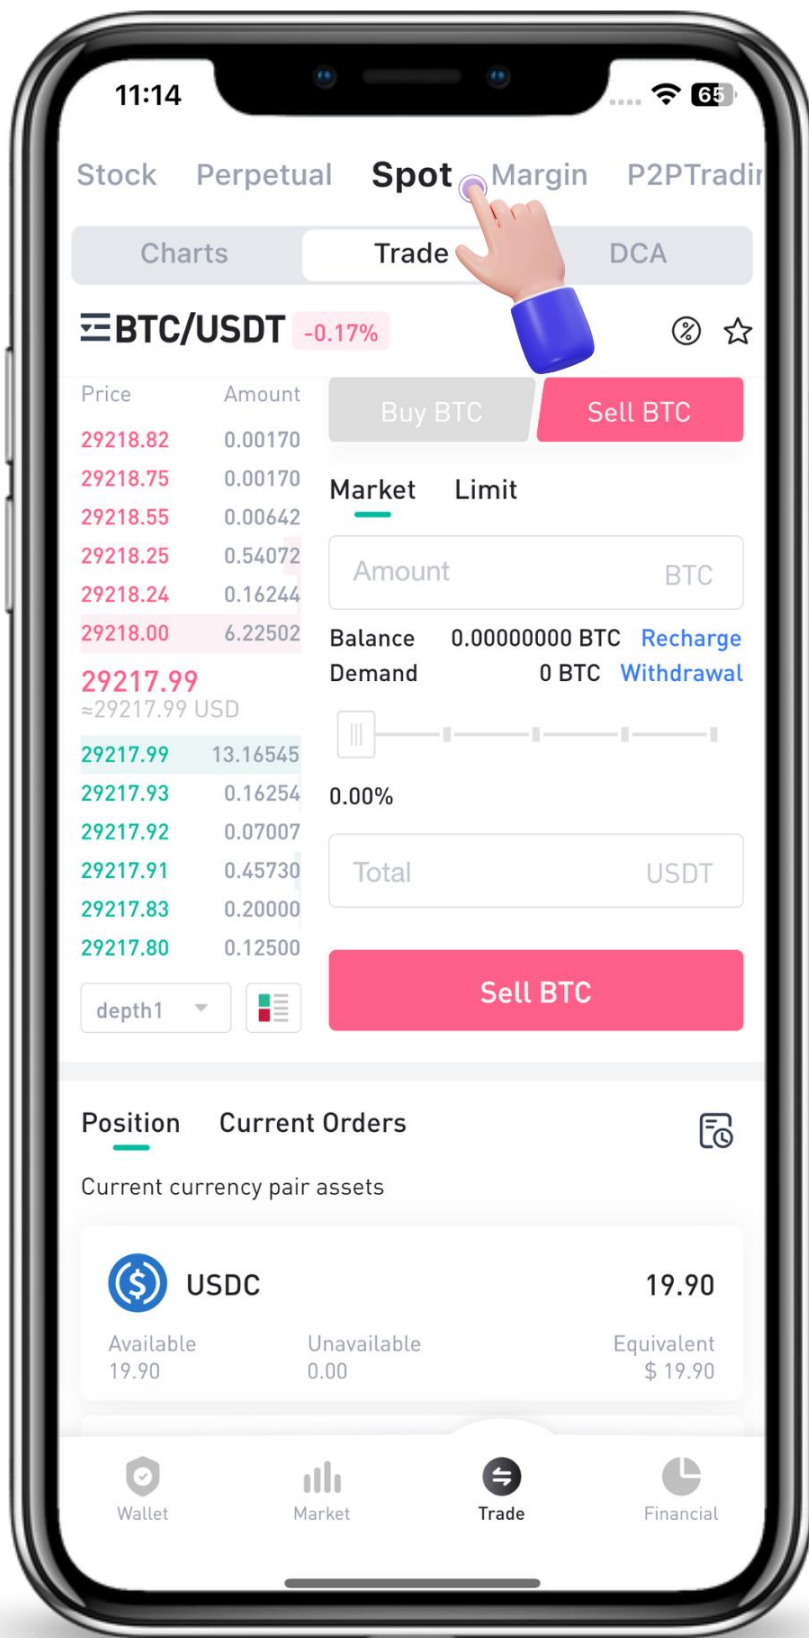 11:14 65
Stock Perpetual Spot Margin P2PTradin
Charts Trade DCA
BTC/USDT -0.17%
Price Amount
Buy BTC Sell BTC
29218.82 0.00170
29218.75 0.00170
Market Limit
29218.55 0.00642
29218.25 0.54072
Amount BTC
29218.24 0.16244
29218.00 6.22502
Balance 0.00000000 BTC Recharge
29217.99
Demand 0 BTC Withdrawal
≈29217.99 USD
29217.99 13.16545
29217.93 0.16254
0.00%
29217.92 0.07007
29217.91 0.45730
Total USDT
29217.83 0.20000
29217.80 0.12500
Sell BTC
depth1
Position Current Orders
Current currency pair assets
USDC 19.90
Available Unavailable Equivalent
19.90 0.00 $ 19.90
Wallet Market Trade Financial